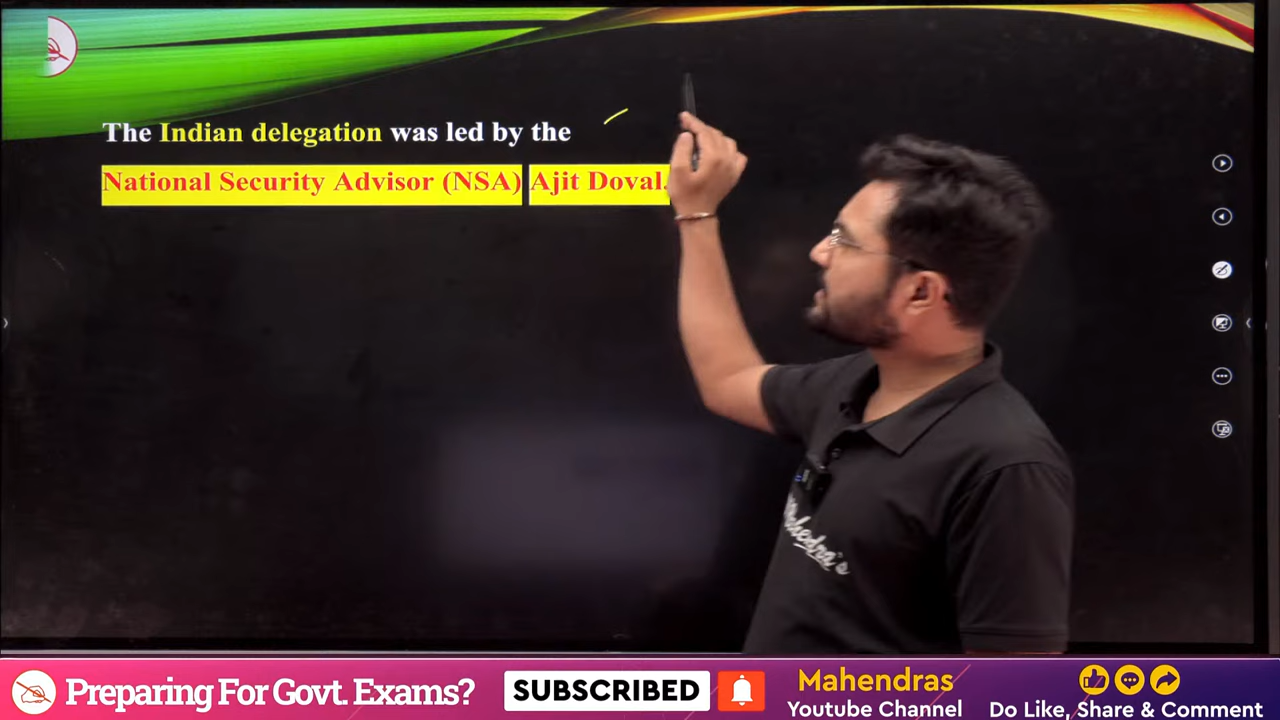 The Indian delegation was led by the
National Security Advisor (NSA) Ajit Doval.
Mahendra's
Preparing For Govt. Exams?
SUBSCRIBED
Mahendras
Youtube Channel
Do Like, Share & Comment